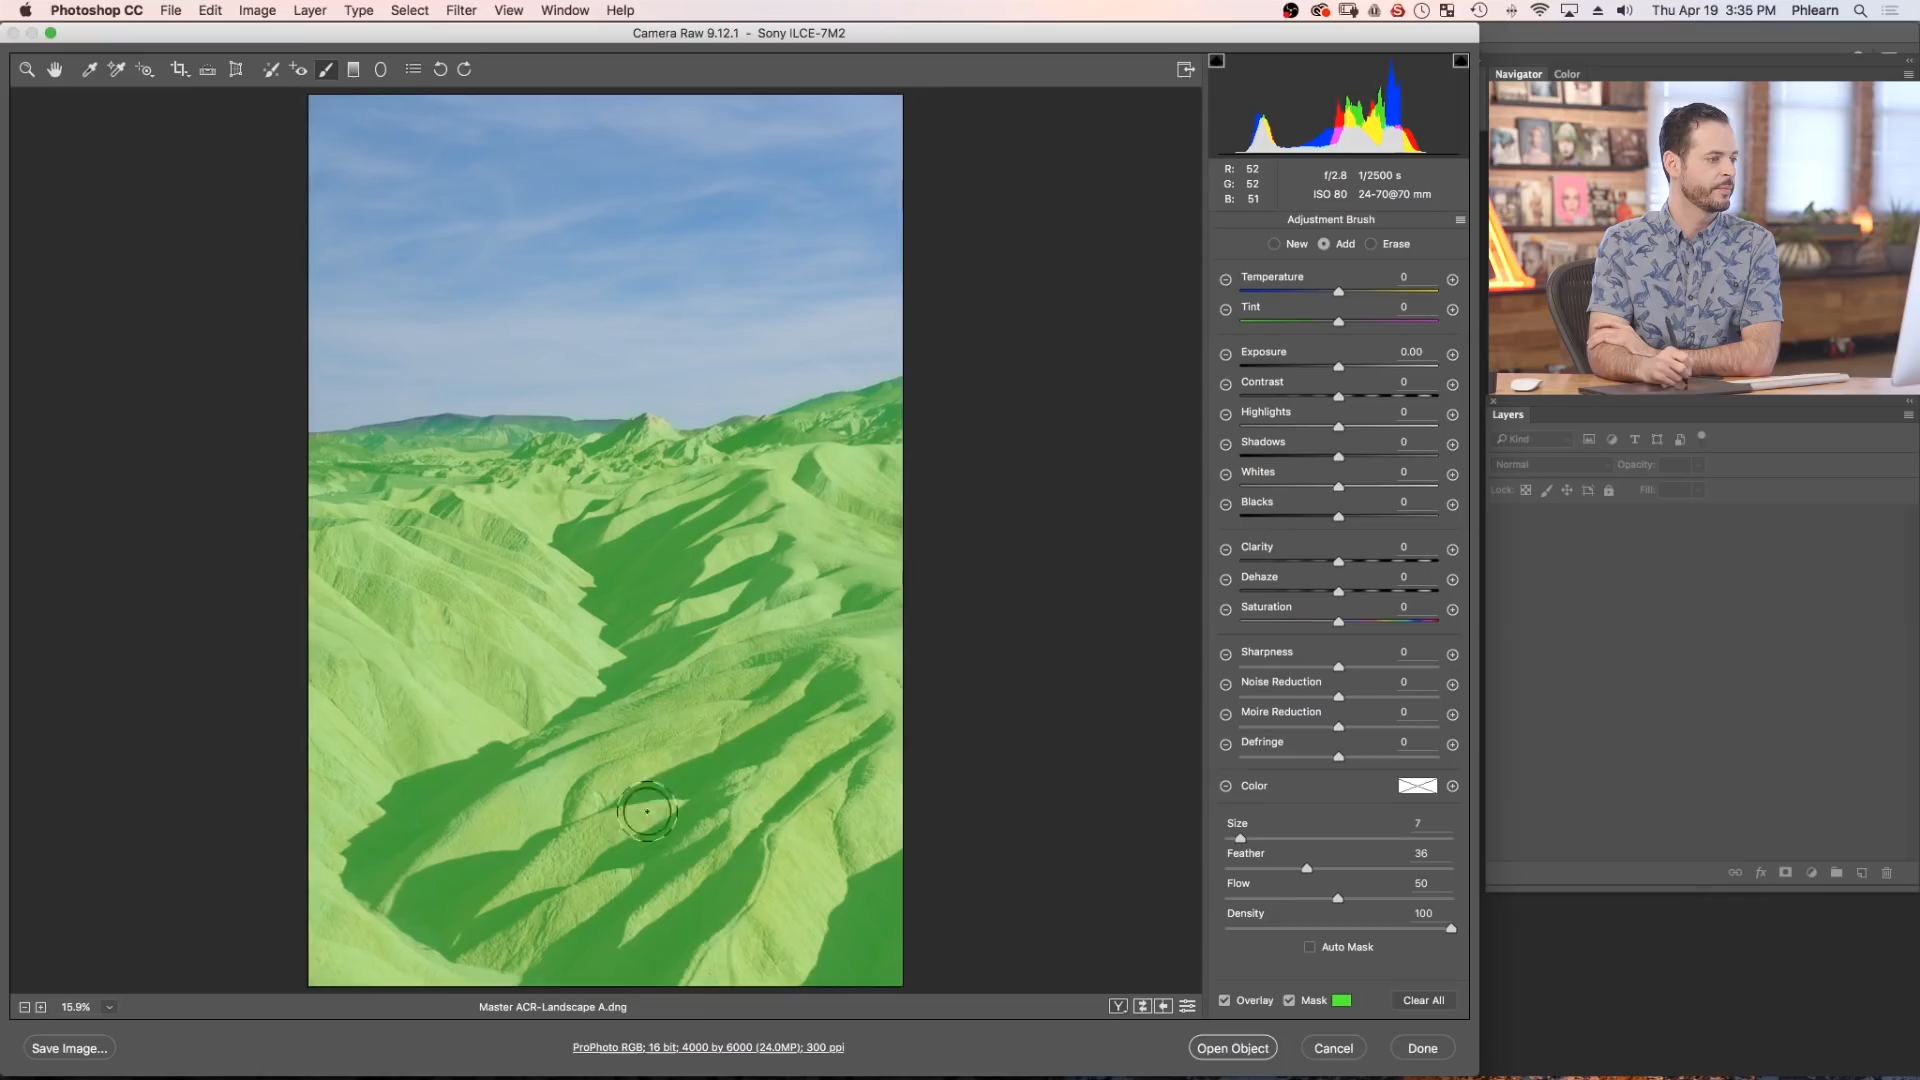 Photoshop CC File Edit Image Layer Type Select Filter View Window Help
Thu Apr 19 3:35 PM Phlearn
Camera Raw 9.12.1 - Sony ILCE-7M2
Navigator Color
R: 52
G: 52
B: 51
f/2.8 1/2500 s
ISO 80 24-70@70 mm
Adjustment Brush
New Add Erase
Temperature 0
Tint 0
Exposure 0.00
Contrast 0
Highlights 0
Shadows 0
Whites 0
Blacks 0
Clarity 0
Dehaze 0
Saturation 0
Sharpness 0
Noise Reduction 0
Moire Reduction 0
Defringe 0
Color
Size 7
Feather 36
Flow 50
Density 100
Auto Mask
Overlay Mask Clear All
Layers
Kind
Normal Opacity:
Lock: Fill:
15.9% Master ACR-Landscape A.dng Y
Save Image... ProPhoto RGB; 16 bit; 4000 by 6000 (24.0MP); 300 ppi Open Object Cancel Done